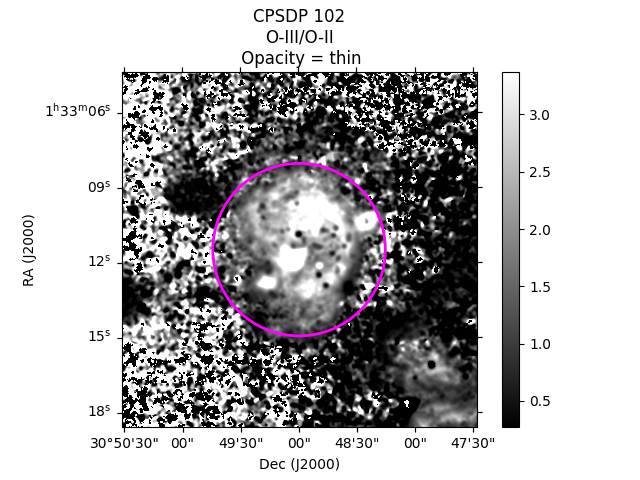 CPSDP 102
O-III/O-II
Opacity = thin
1ʰ33ᵐ06ˢ
09ˢ
12ˢ
15ˢ
18ˢ
RA (J2000)
30°50'30" 00" 49'30" 00" 48'30" 00" 47'30"
Dec (J2000)
3.0
2.5
2.0
1.5
1.0
0.5